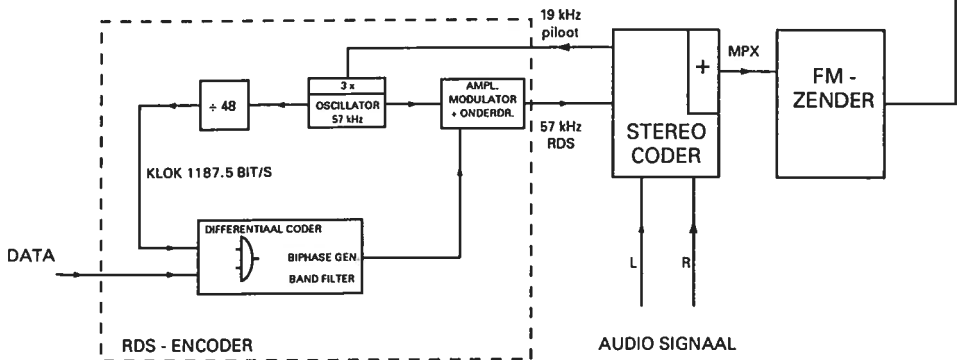 19 kHz
piloot
3 x
OSCILLATOR
57 kHz
÷ 48
AMPL.
MODULATOR
+ ONDERDR.
57 kHz
RDS
+
STEREO
CODER
MPX
FM -
ZENDER
KLOK 1187.5 BIT/S
DIFFERENTIAAL CODER
BIPHASE GEN.
BAND FILTER
DATA
L
R
RDS - ENCODER
AUDIO SIGNAAL